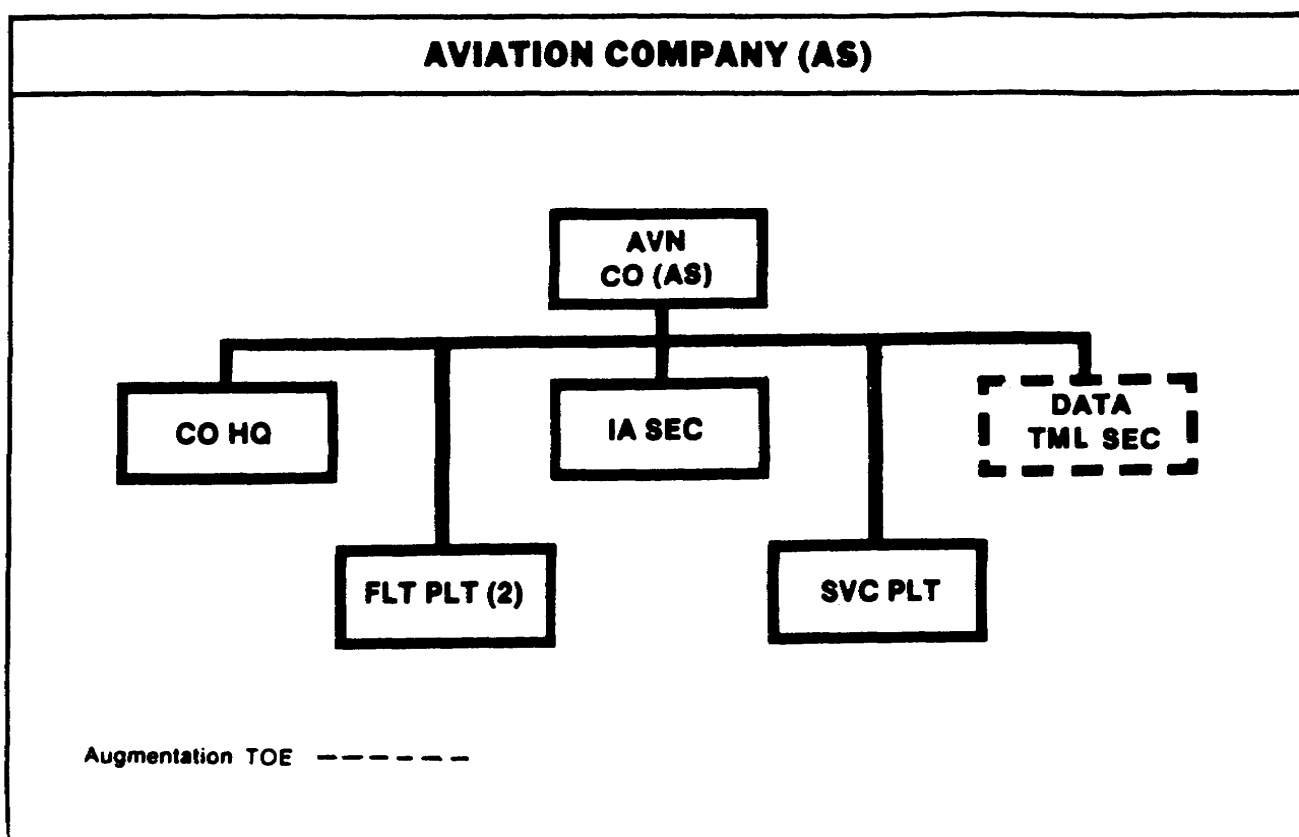 AVIATION COMPANY (AS)
AVN
CO (AS)
CO HQ
IA SEC
DATA
TML SEC
FLT PLT (2)
SVC PLT
Augmentation TOE